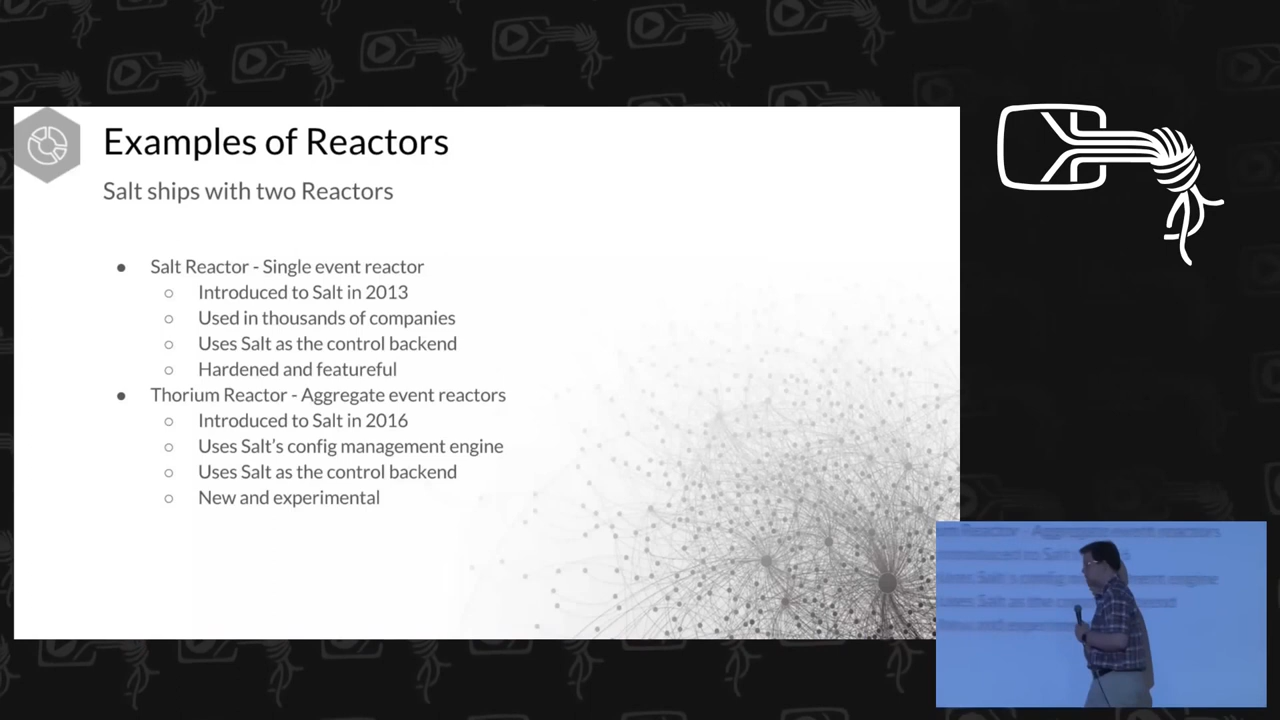 Examples of Reactors
Salt ships with two Reactors
● Salt Reactor - Single event reactor
○ Introduced to Salt in 2013
○ Used in thousands of companies
○ Uses Salt as the control backend
○ Hardened and featureful
● Thorium Reactor - Aggregate event reactors
○ Introduced to Salt in 2016
○ Uses Salt’s config management engine
○ Uses Salt as the control backend
○ New and experimental